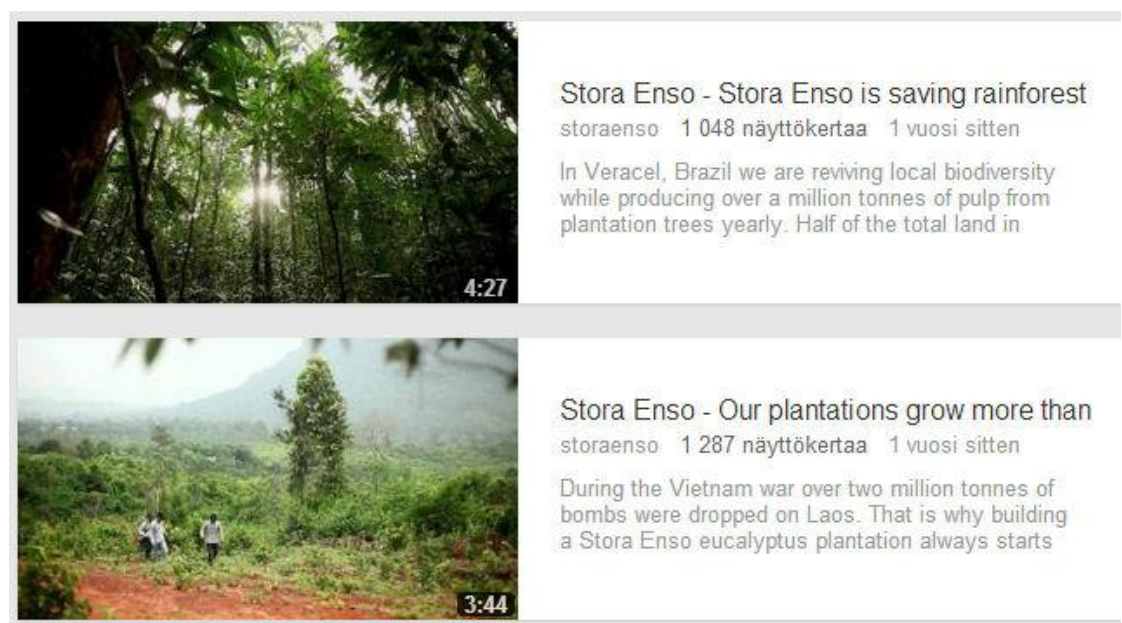 Stora Enso - Stora Enso is saving rainforest
storaenso 1 048 näyttökertaa 1 vuosi sitten
In Veracel, Brazil we are reviving local biodiversity
while producing over a million tonnes of pulp from
plantation trees yearly. Half of the total land in
4:27
Stora Enso - Our plantations grow more than
storaenso 1 287 näyttökertaa 1 vuosi sitten
During the Vietnam war over two million tonnes of
bombs were dropped on Laos. That is why building
a Stora Enso eucalyptus plantation always starts
3:44